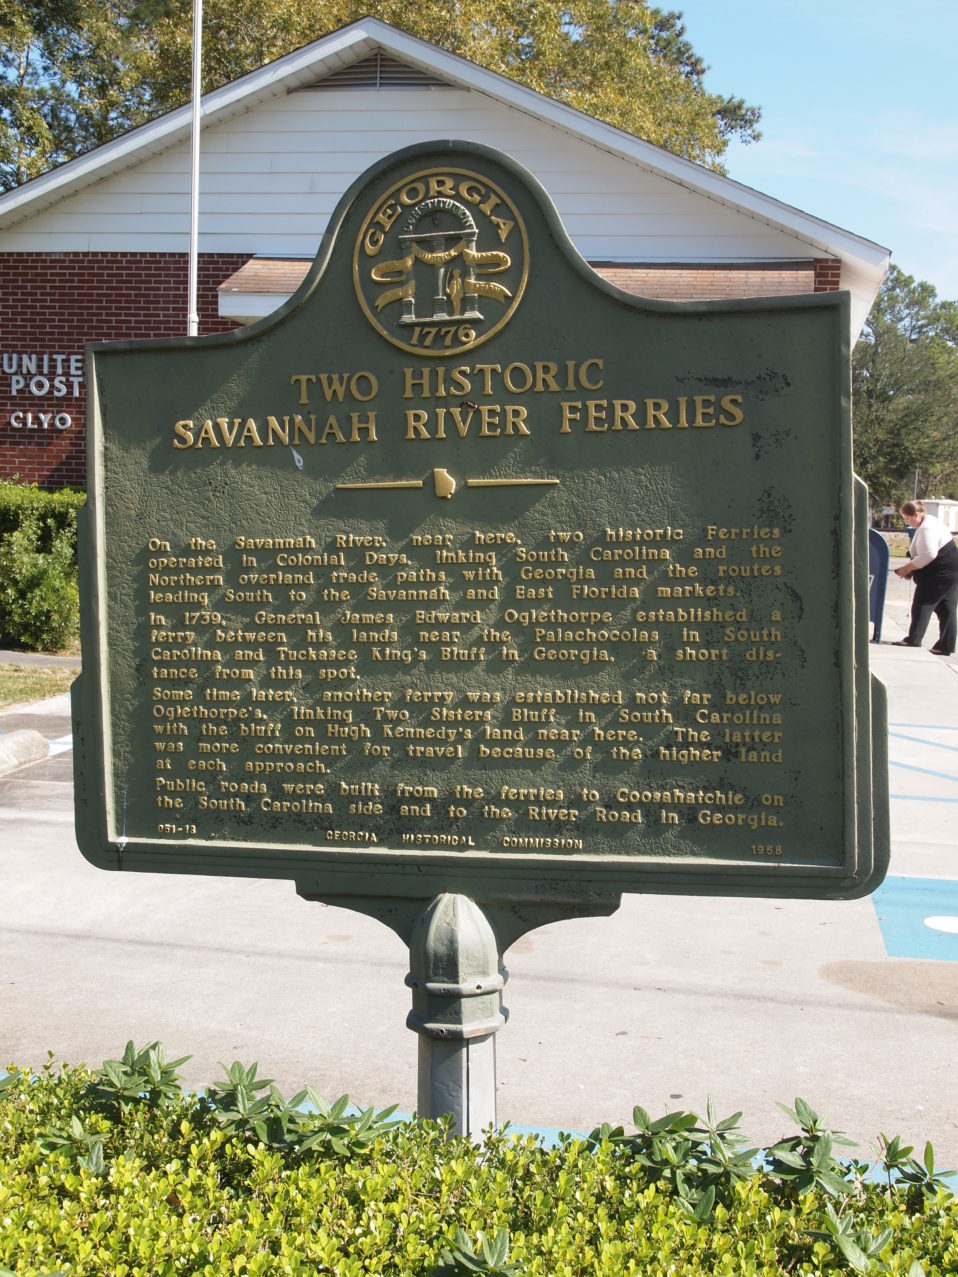 GEORGIA
CONSTITUTION
JUSTICE
1776
UNITE
POST
CLYO
TWO HISTORIC
SAVANNAH RIVER FERRIES
On the Savannah River, near here, two historic Ferries
operated in Colonial Days, linking South Carolina and the
Northern overland trade paths with Georgia and the routes
leading South to the Savannah and East Florida markets.
In 1739, General James Edward Oglethorpe established a
ferry between his lands near the Palachocolas in South
Carolina and Tuckasee King's Bluff in Georgia, a short dis-
tance from this spot.
Some time later, another ferry was established not far below
Oglethorpe's, linking Two Sisters Bluff in South Carolina
with the bluff on Hugh Kennedy's land near here. The latter
was more convenient for travel because of the higher land
at each approach.
Public roads were built from the ferries to Coosahatchie on
the South Carolina side and to the River Road in Georgia.
051-13 GEORGIA HISTORICAL COMMISSION 1958